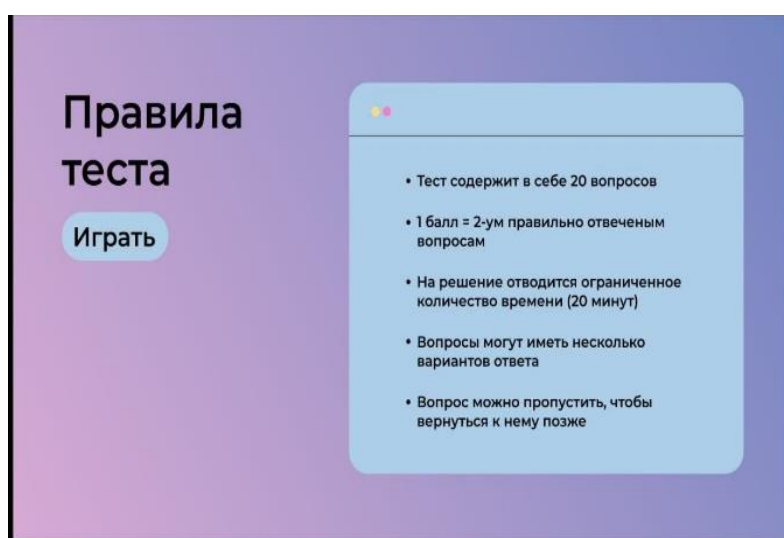 Правила
теста
Играть
• Тест содержит в себе 20 вопросов
• 1 балл = 2-ум правильно отвеченым
вопросам
• На решение отводится ограниченное
количество времени (20 минут)
• Вопросы могут иметь несколько
вариантов ответа
• Вопрос можно пропустить, чтобы
вернуться к нему позже